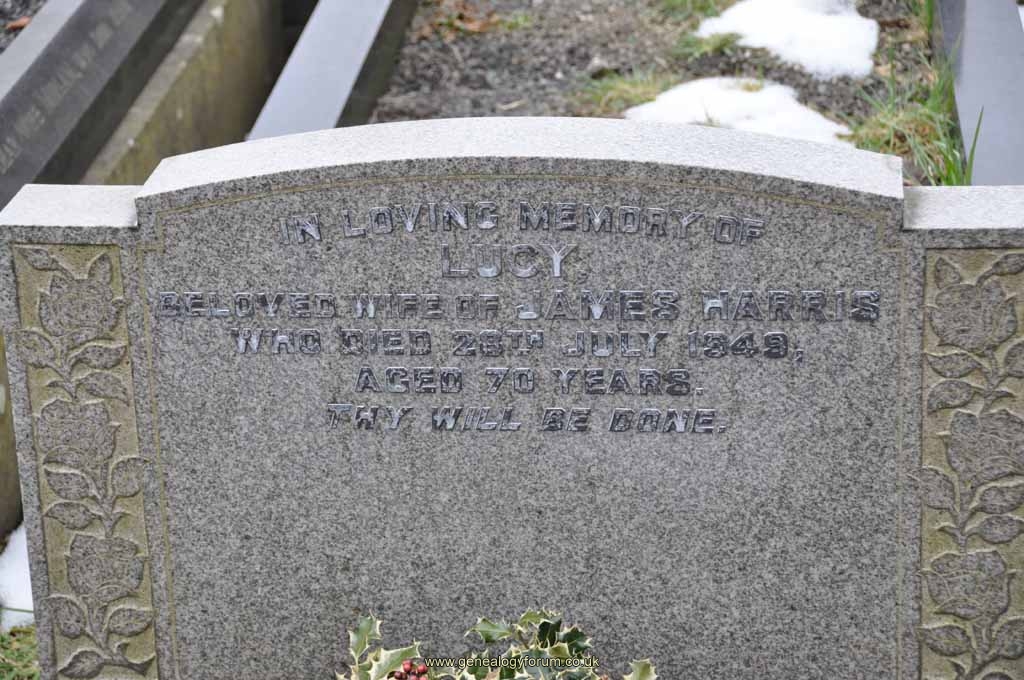 IN LOVING MEMORY OF
LUCY
BELOVED WIFE OF JAMES HARRIS
WHO DIED 26TH JULY 1949,
AGED 70 YEARS.
THY WILL BE DONE.
www.genealogyforum.co.uk